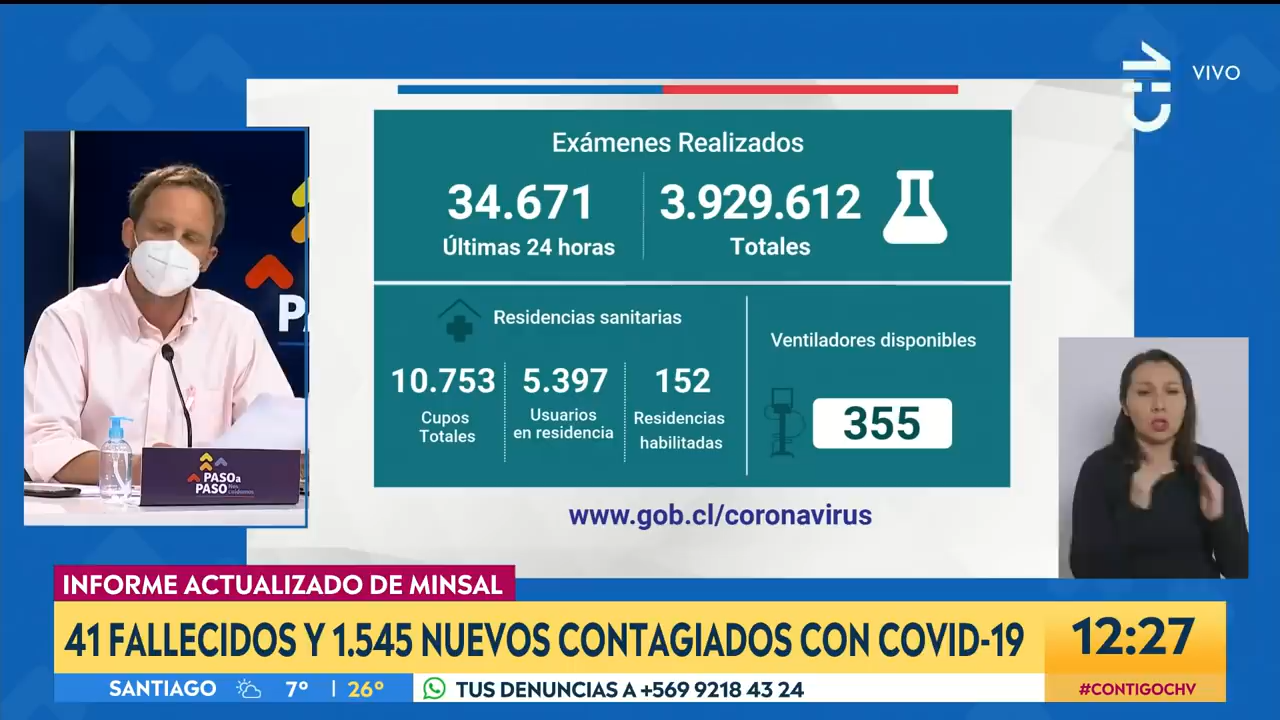 CHV
VIVO
Exámenes Realizados
34.671
3.929.612
Últimas 24 horas
Totales
Residencias sanitarias
10.753
5.397
152
Cupos
Totales
Usuarios
en residencia
Residencias
habilitadas
Ventiladores disponibles
355
www.gob.cl/coronavirus
P
PASO a
PASO
INFORME ACTUALIZADO DE MINSAL
41 FALLECIDOS Y 1.545 NUEVOS CONTAGIADOS CON COVID-19
12:27
SANTIAGO 7° | 26°
TUS DENUNCIAS A +569 9218 43 24
#CONTIGOCHV